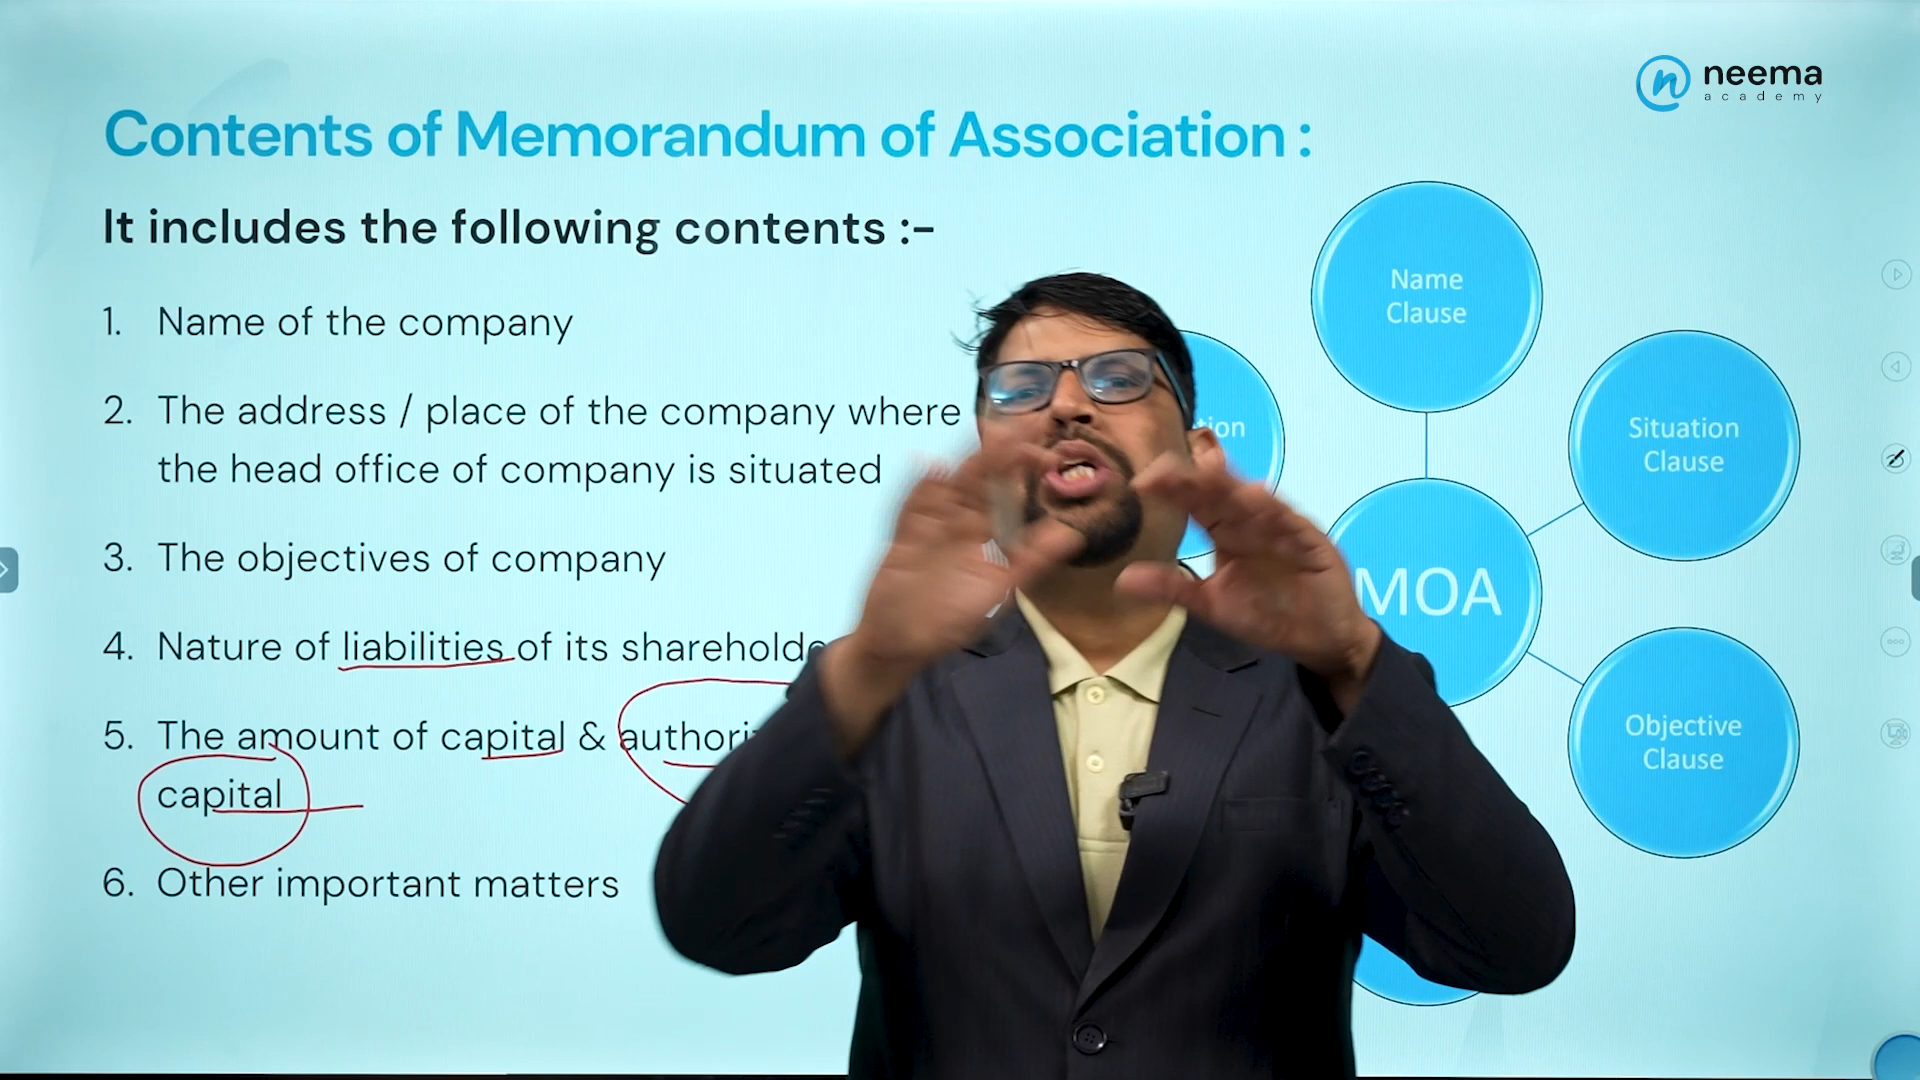 neema
academy
Contents of Memorandum of Association :
It includes the following contents :-
1. Name of the company
2. The address / place of the company where
the head office of company is situated
3. The objectives of company
4. Nature of liabilities of its
5. The amount of capital &
capital
6. Other important matters
Name
Clause
Situation
Clause
MOA
Objective
Clause